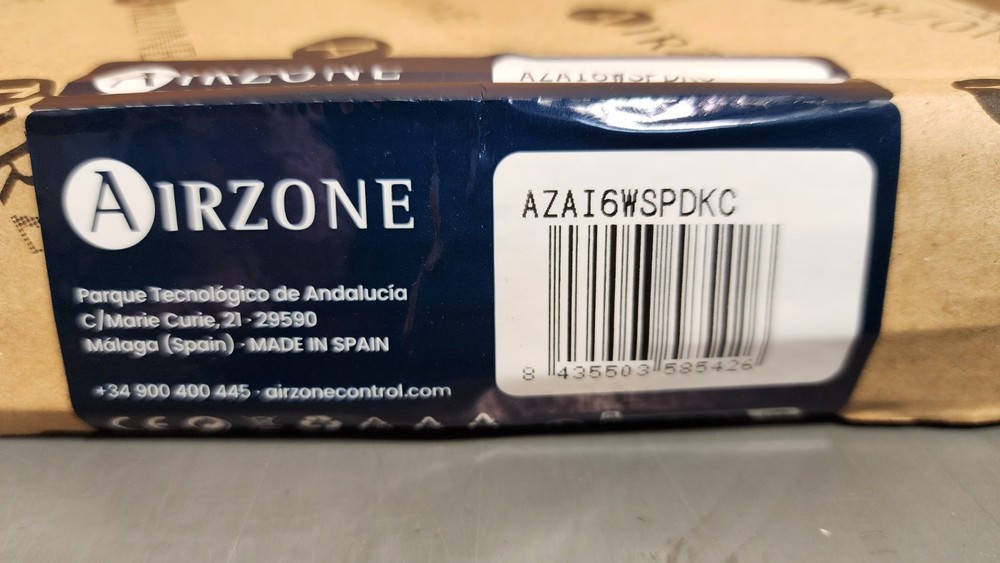 AIRZONE
AZAI6WSPDKC
AIRZONE
Parque Tecnológico de Andalucía
C/Marie Curie, 21 · 29590
Málaga (Spain) · MADE IN SPAIN
+34 900 400 445 · airzonecontrol.com
AZAI6WSPDKC
8 435503 585426